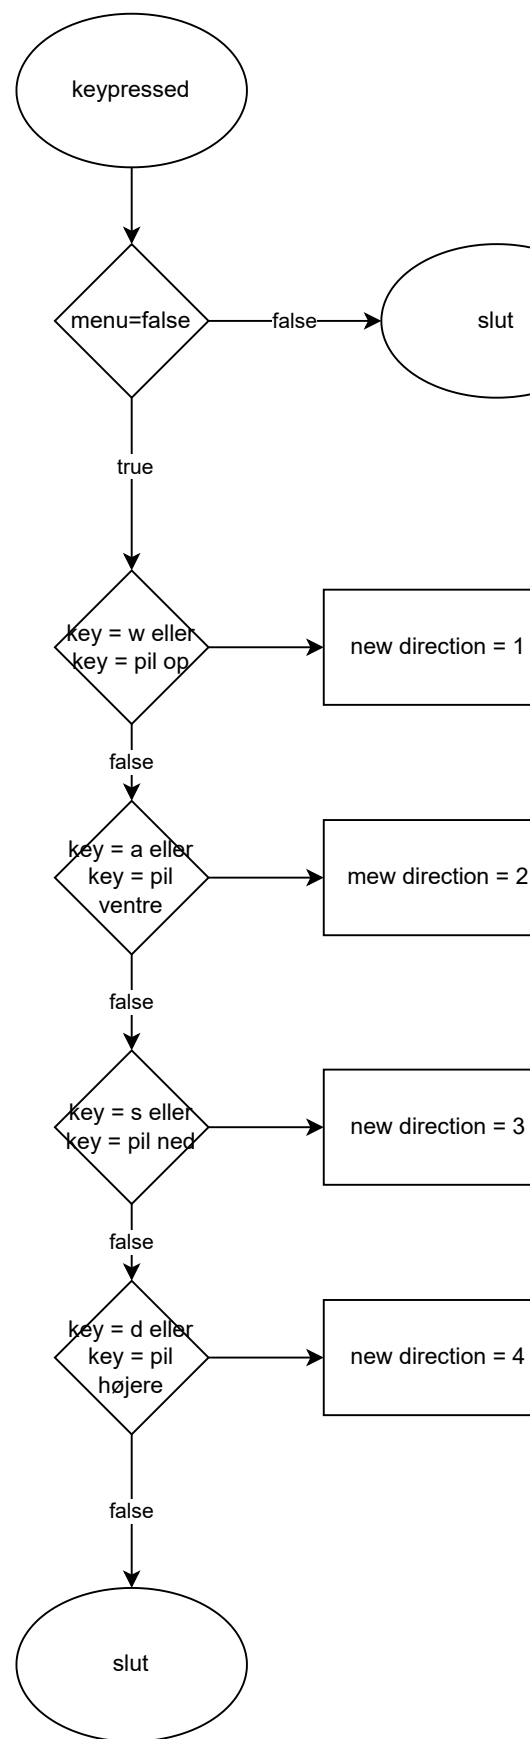 keypressed
menu=false
false
slut
true
key = w eller
key = pil op
new direction = 1
false
key = a eller
key = pil
ventre
mew direction = 2
false
key = s eller
key = pil ned
new direction = 3
false
key = d eller
key = pil
højere
new direction = 4
false
slut